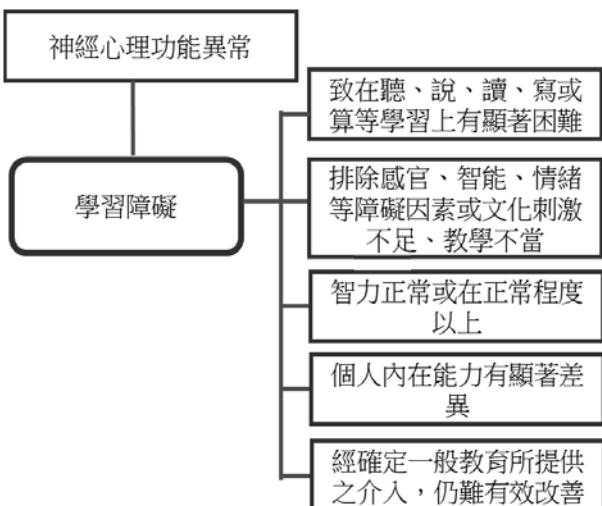 神經心理功能異常
學習障礙
致在聽、說、讀、寫或
算等學習上有顯著困難
排除感官、智能、情緒
等障礙因素或文化刺激
不足、教學不當
智力正常或在正常程度
以上
個人內在能力有顯著差
異
經確定一般教育所提供
之介入，仍難有效改善